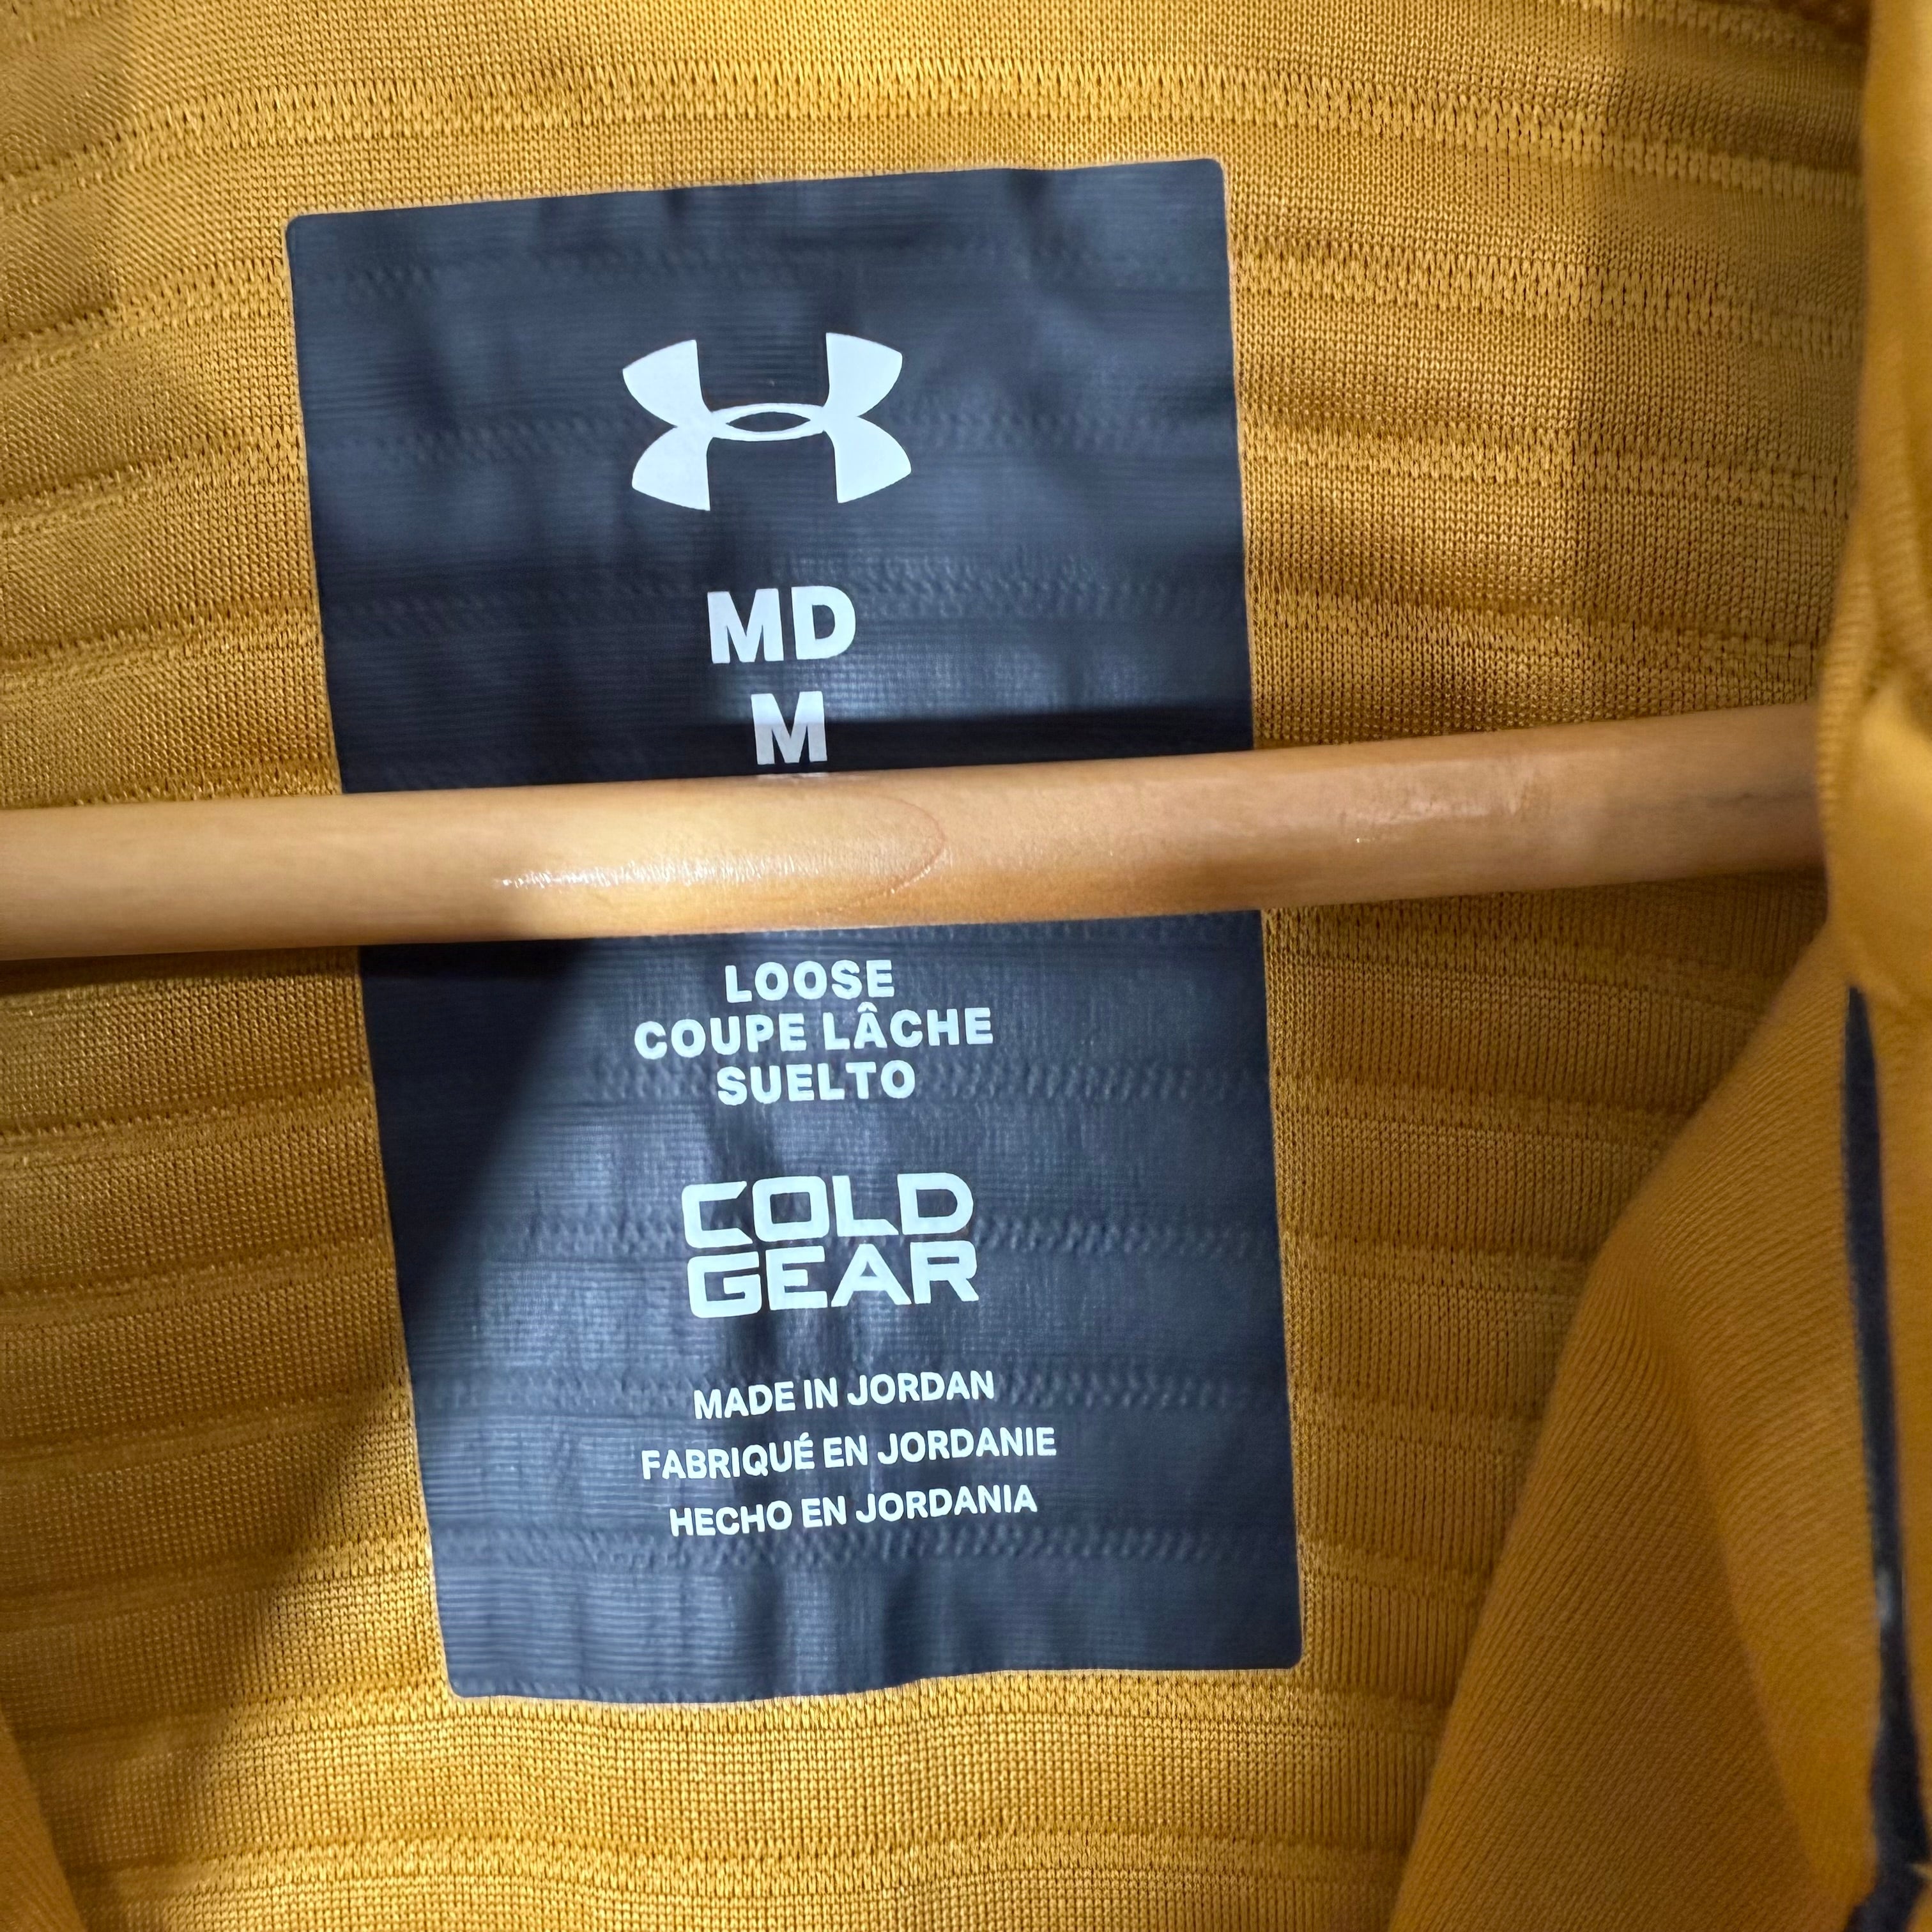 MD
M
LOOSE
COUPE LÂCHE
SUELTO
COLD
GEAR
MADE IN JORDAN
FABRIQUÉ EN JORDANIE
HECHO EN JORDANIA